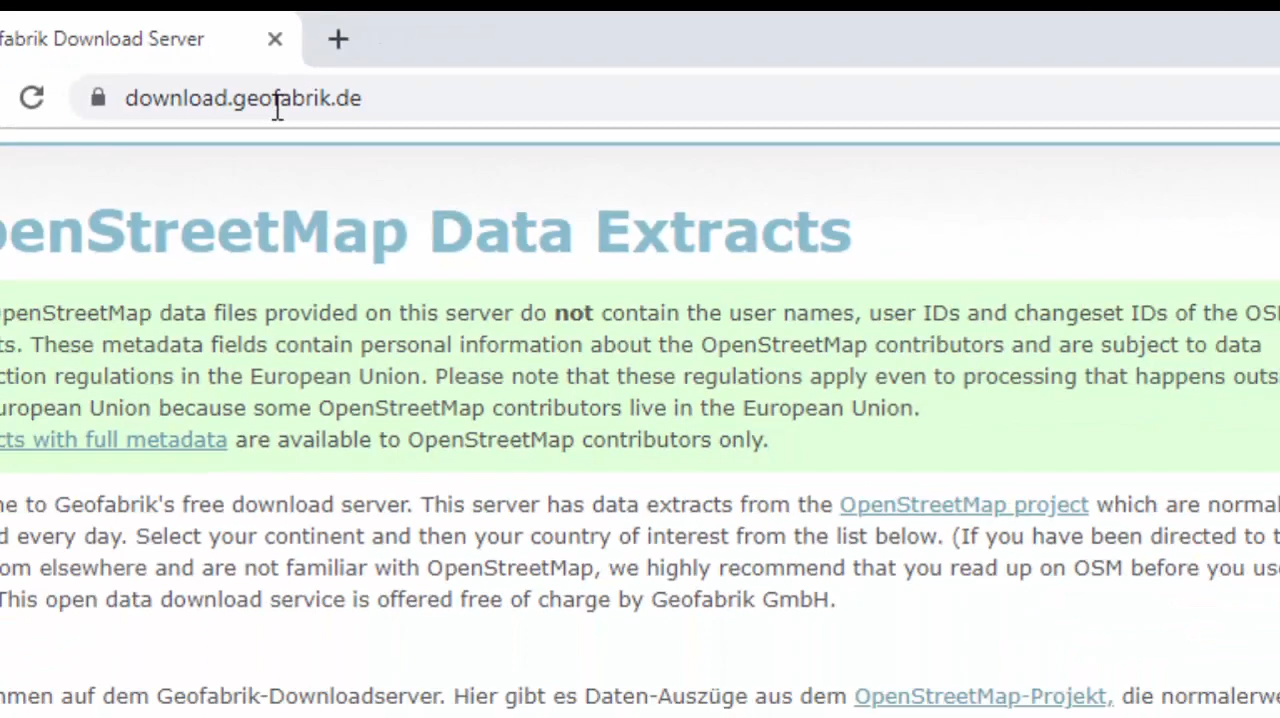 fabrik Download Server
download.geofabrik.de
penStreetMap Data Extracts
penStreetMap data files provided on this server do not contain the user names, user IDs and changeset IDs of the OSM
ts. These metadata fields contain personal information about the OpenStreetMap contributors and are subject to data
ction regulations in the European Union. Please note that these regulations apply even to processing that happens outs
uropean Union because some OpenStreetMap contributors live in the European Union.
cts with full metadata are available to OpenStreetMap contributors only.
me to Geofabrik's free download server. This server has data extracts from the OpenStreetMap project which are normal
d every day. Select your continent and then your country of interest from the list below. (If you have been directed to t
om elsewhere and are not familiar with OpenStreetMap, we highly recommend that you read up on OSM before you use
This open data download service is offered free of charge by Geofabrik GmbH.
mmen auf dem Geofabrik-Downloadserver. Hier gibt es Daten-Auszüge aus dem OpenStreetMap-Projekt, die normalerwe